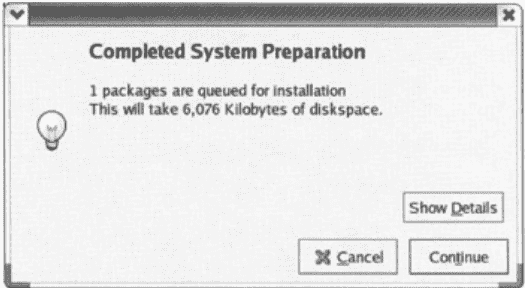 Completed System Preparation
1 packages are queued for installation
This will take 6,076 Kilobytes of diskspace.
Show Details
Cancel
Continue